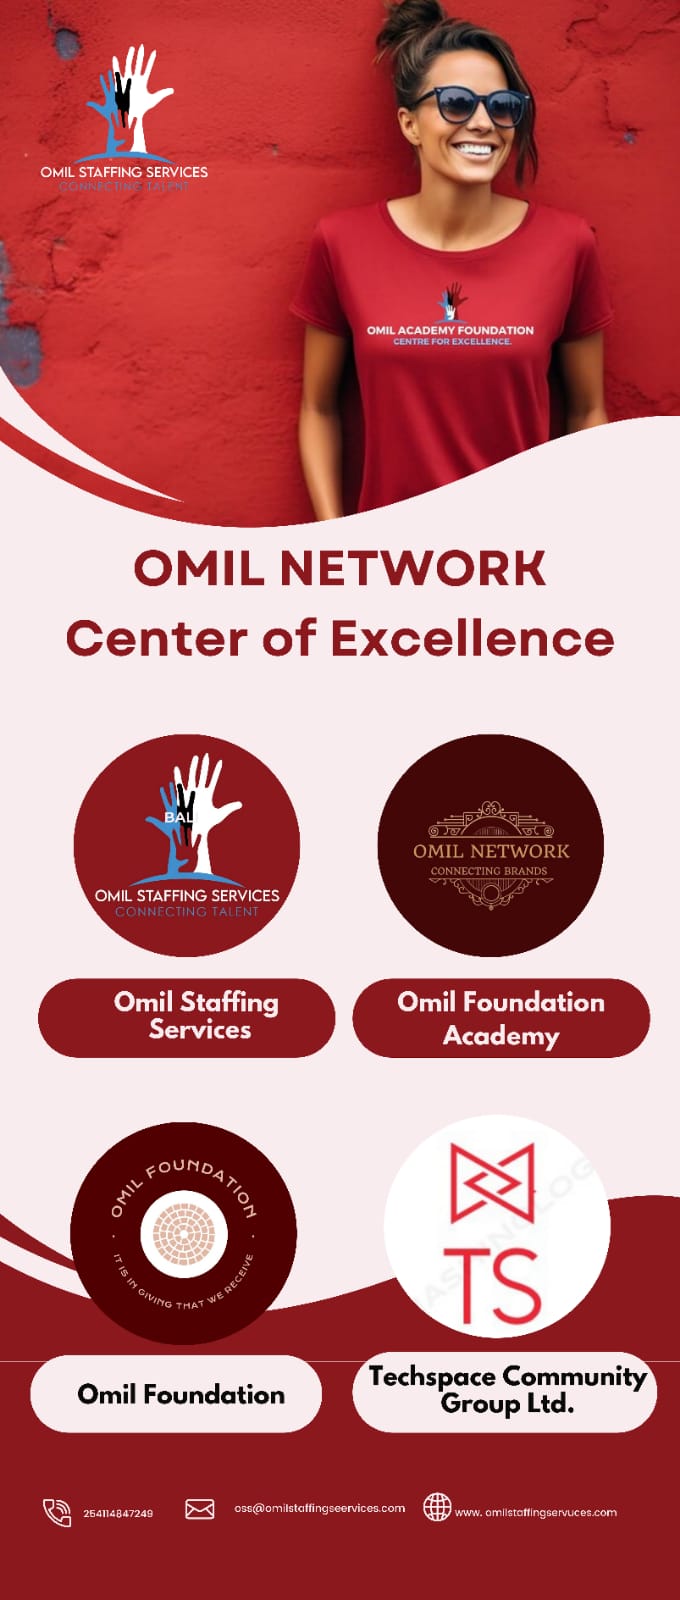 OMIL STAFFING SERVICES
CONNECTING TALENT
OMIL ACADEMY FOUNDATION
CENTRE FOR EXCELLENCE.
OMIL NETWORK
Center of Excellence
BAL
OMIL STAFFING SERVICES
CONNECTING TALENT
OMIL NETWORK
CONNECTING BRANDS
Omil Staffing
Services
Omil Foundation
Academy
OMIL FOUNDATION
IT IS IN GIVING THAT WE RECEIVE
TS
Omil Foundation
Techspace Community
Group Ltd.
254114847249
oss@omilstaffingseervices.com
www. omilstaffingservuces.com